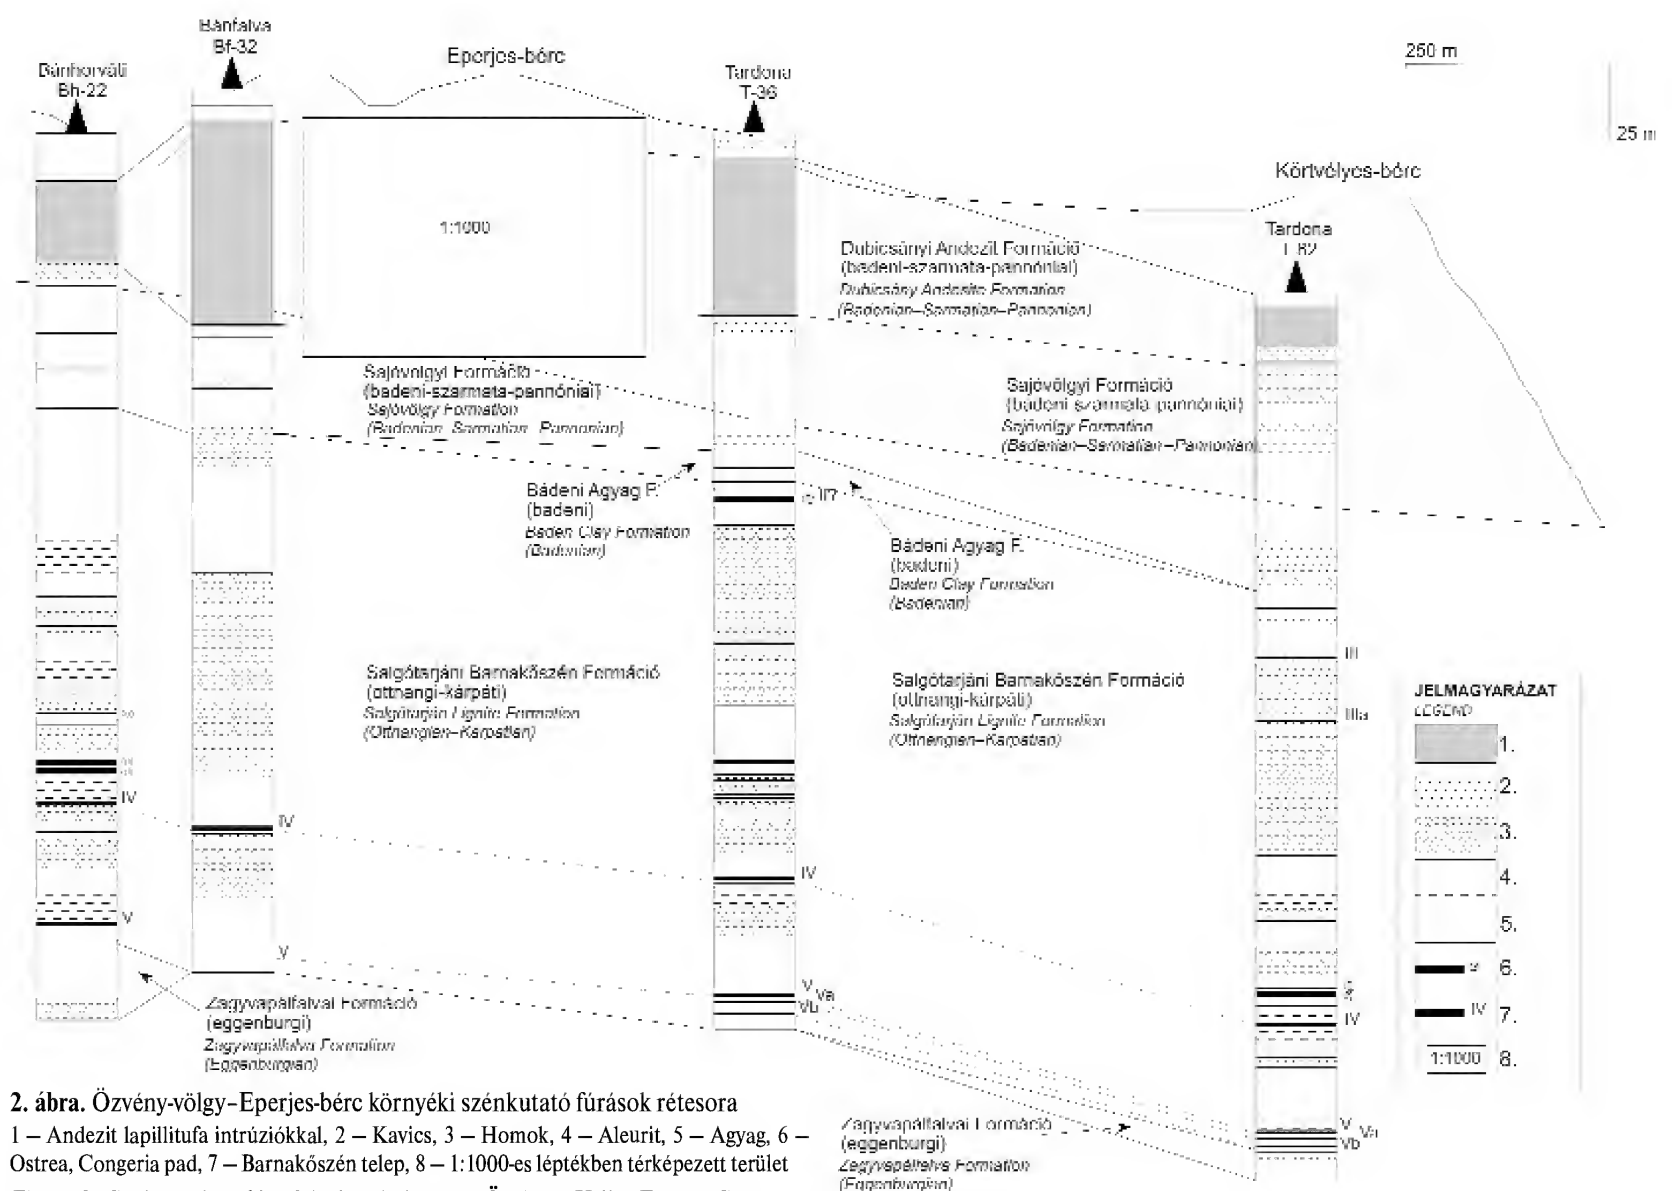 Bánhorváti
Bh-22
Bánfalva
Bf-32
Eperjes-bérc
Tardona
T-36
250 m
25 m
Körtvélyes-bérc
Tardona
T-62
1:1000
Dubicsányi Andezit Formáció
(badeni-szarmata-pannóniai)
Dubicsány Andesite Formation
(Badenian–Sarmatian–Pannonian)
Sajóvölgyi Formáció
(badeni-szarmata-pannóniai)
Sajóvölgy Formation
(Badenian–Sarmatian–Pannonian)
Sajóvölgyi Formáció
(badeni-szarmata-pannóniai)
Sajóvölgy Formation
(Badenian–Sarmatian–Pannonian)
Bádeni Agyag F.
(badeni)
Baden Clay Formation
(Badenian)
II?
Bádeni Agyag F.
(badeni)
Baden Clay Formation
(Badenian)
Salgótarjáni Barnakőszén Formáció
(ottnangi-kárpáti)
Salgótarján Lignite Formation
(Ottnangian–Karpatian)
Salgótarjáni Barnakőszén Formáció
(ottnangi-kárpáti)
Salgótarján Lignite Formation
(Ottnangian–Karpatian)
III
IIIa
IV
IV
IV
IV
V
V
V Va
Vb
V Va
Vb
Zagyvapálfalvai Formáció
(eggenburgi)
Zagyvapálfalva Formation
(Eggenburgian)
Zagyvapálfalvai Formáció
(eggenburgi)
Zagyvapálfalva Formation
(Eggenburgian)
JELMAGYARÁZAT
LEGEND
1.
2.
3.
4.
5.
6.
IV 7.
1:1000 8.
2. ábra. Özvény-völgy–Eperjes-bérc környéki szénkutató fúrások rétesora
1 – Andezit lapillitufa intrúziókkal, 2 – Kavics, 3 – Homok, 4 – Aleurit, 5 – Agyag, 6 –
Ostrea, Congeria pad, 7 – Barnakőszén telep, 8 – 1:1000-es léptékben térképezett terület